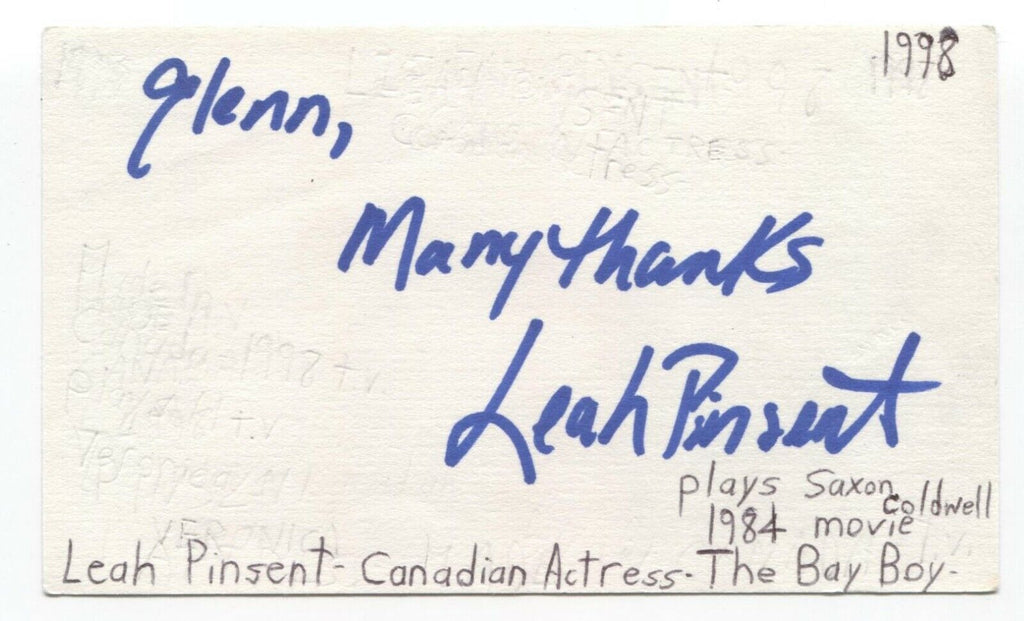 1998
Glenn,
Many thanks
Leah Pinsent
plays Saxon Coldwell
1984 movie
Leah Pinsent - Canadian Actress - The Bay Boy -